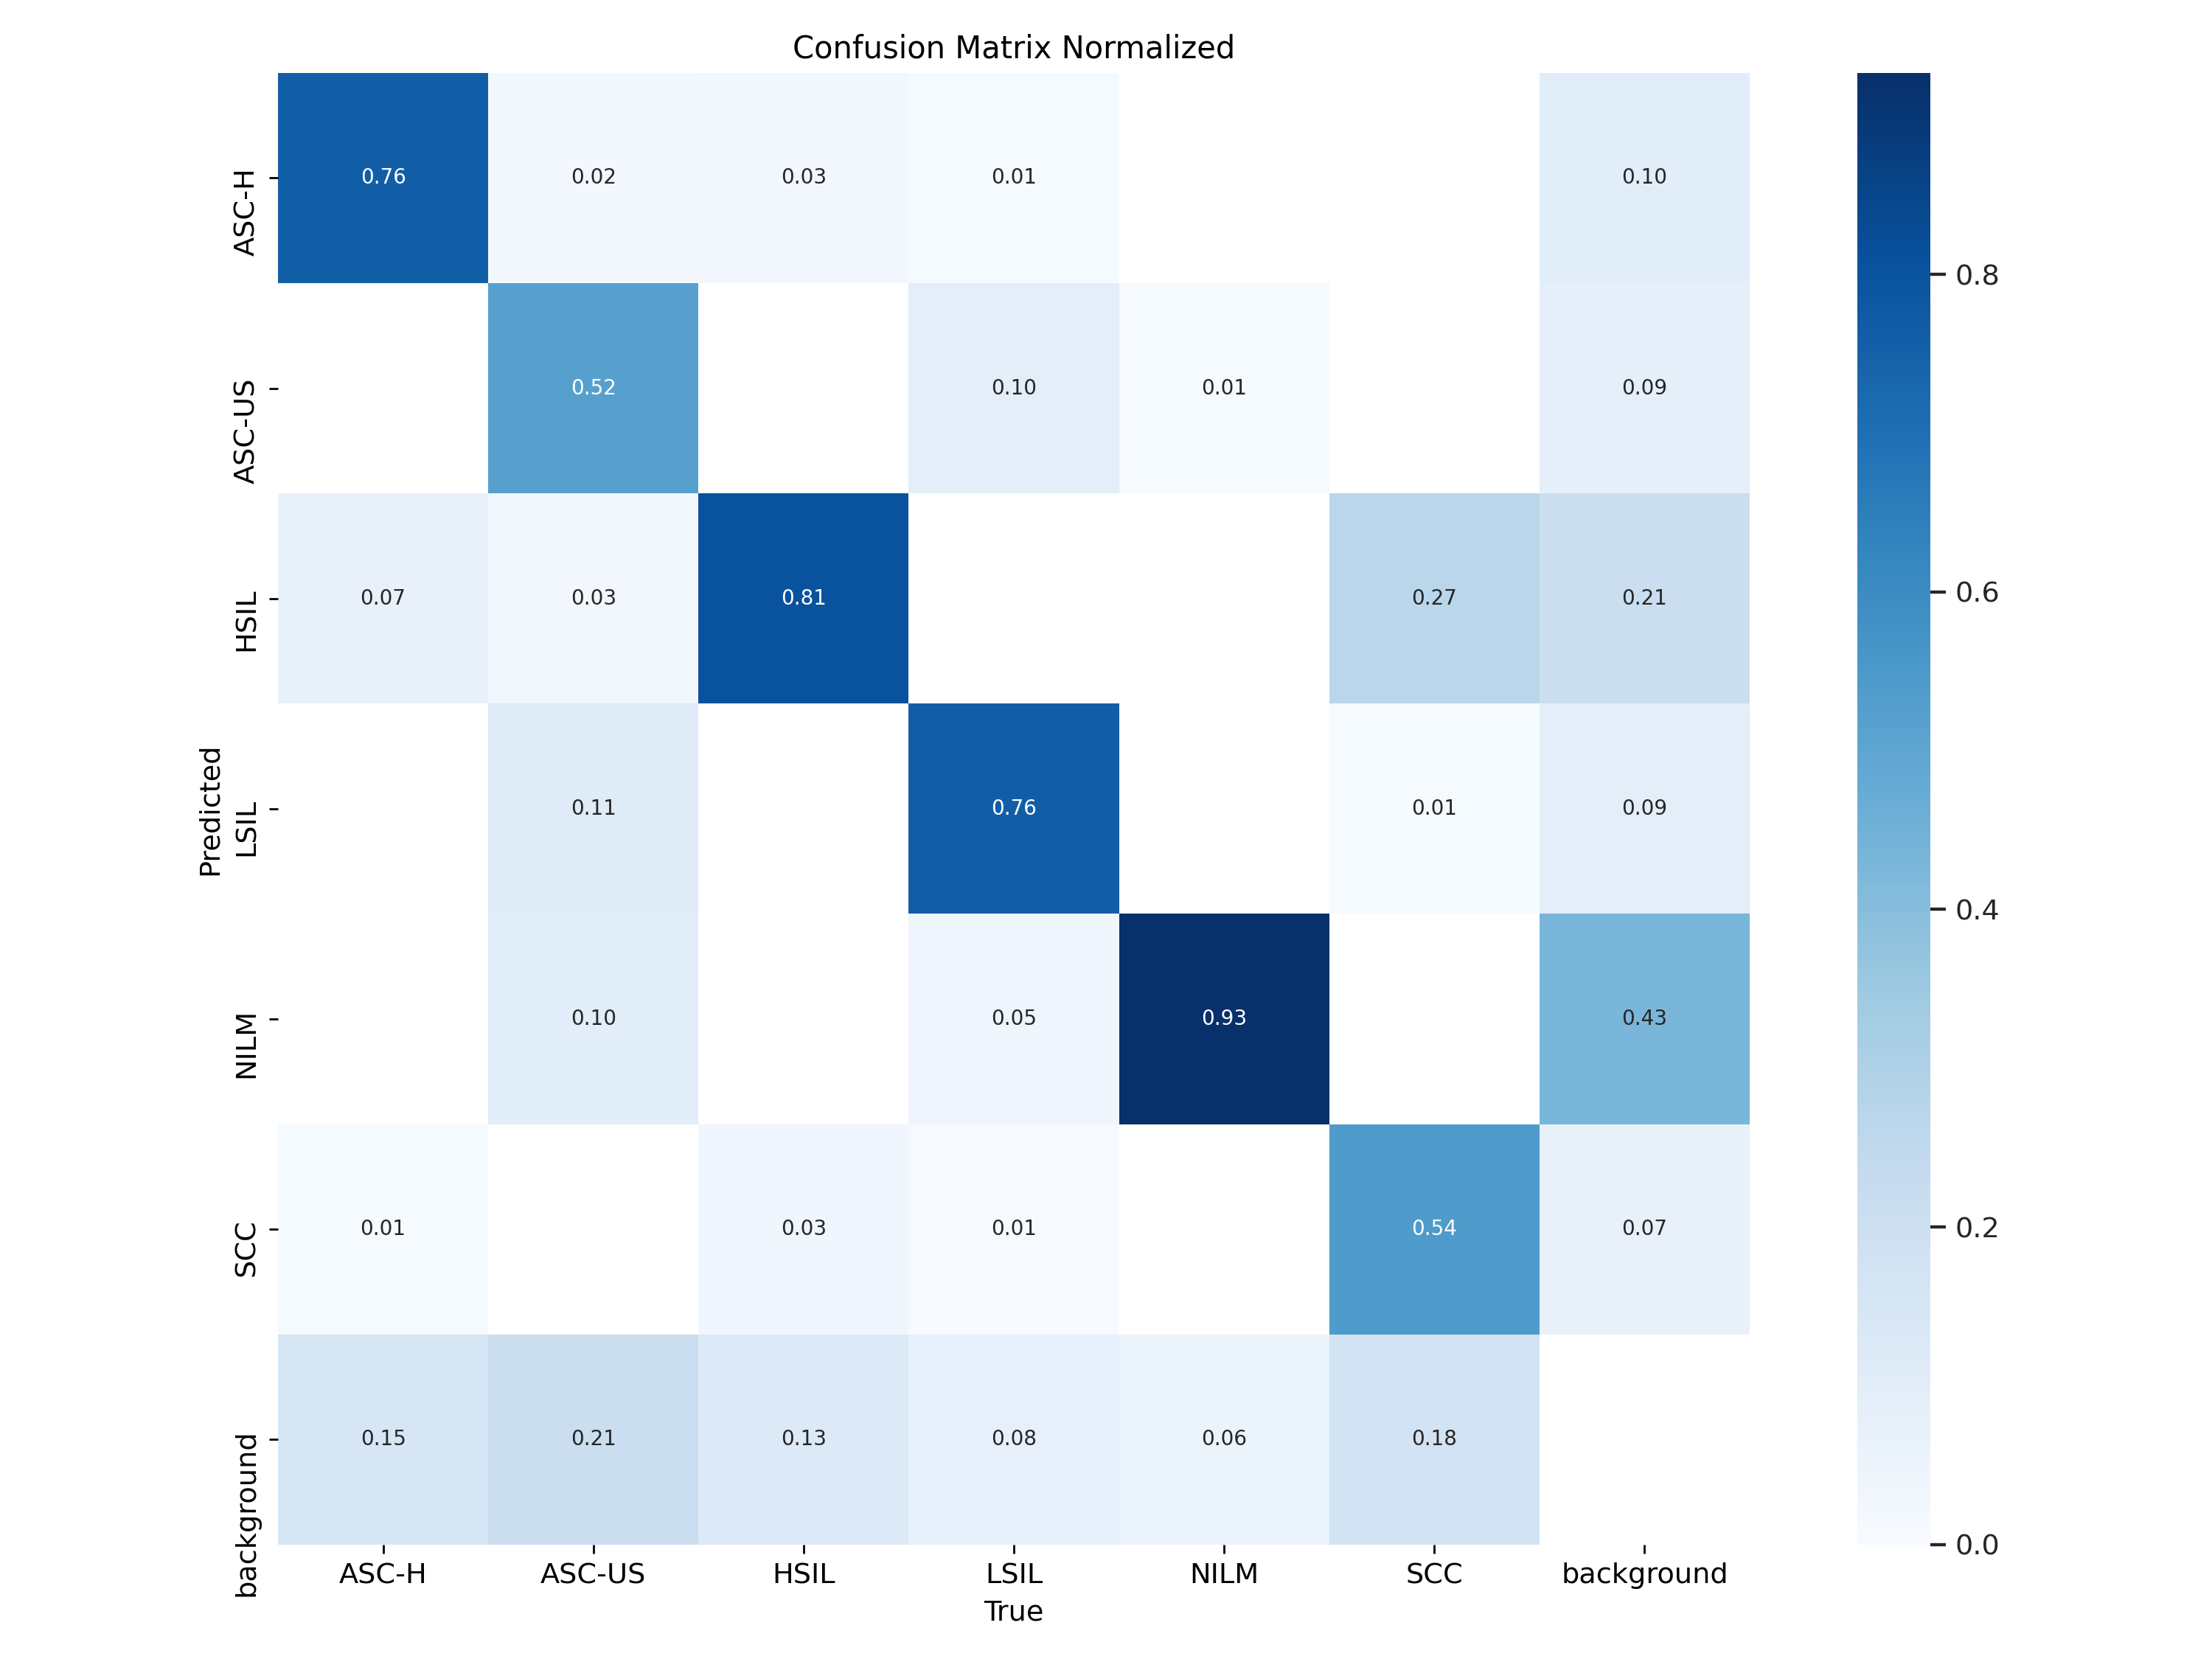 Confusion Matrix Normalized
ASC-H 0.76 0.02 0.03 0.01 0.10
ASC-US 0.52 0.10 0.01 0.09
HSIL 0.07 0.03 0.81 0.27 0.21
LSIL 0.11 0.76 0.01 0.09
NILM 0.10 0.05 0.93 0.43
SCC 0.01 0.03 0.01 0.54 0.07
background 0.15 0.21 0.13 0.08 0.06 0.18
Predicted
ASC-H ASC-US HSIL LSIL NILM SCC background
True
0.8
0.6
0.4
0.2
0.0